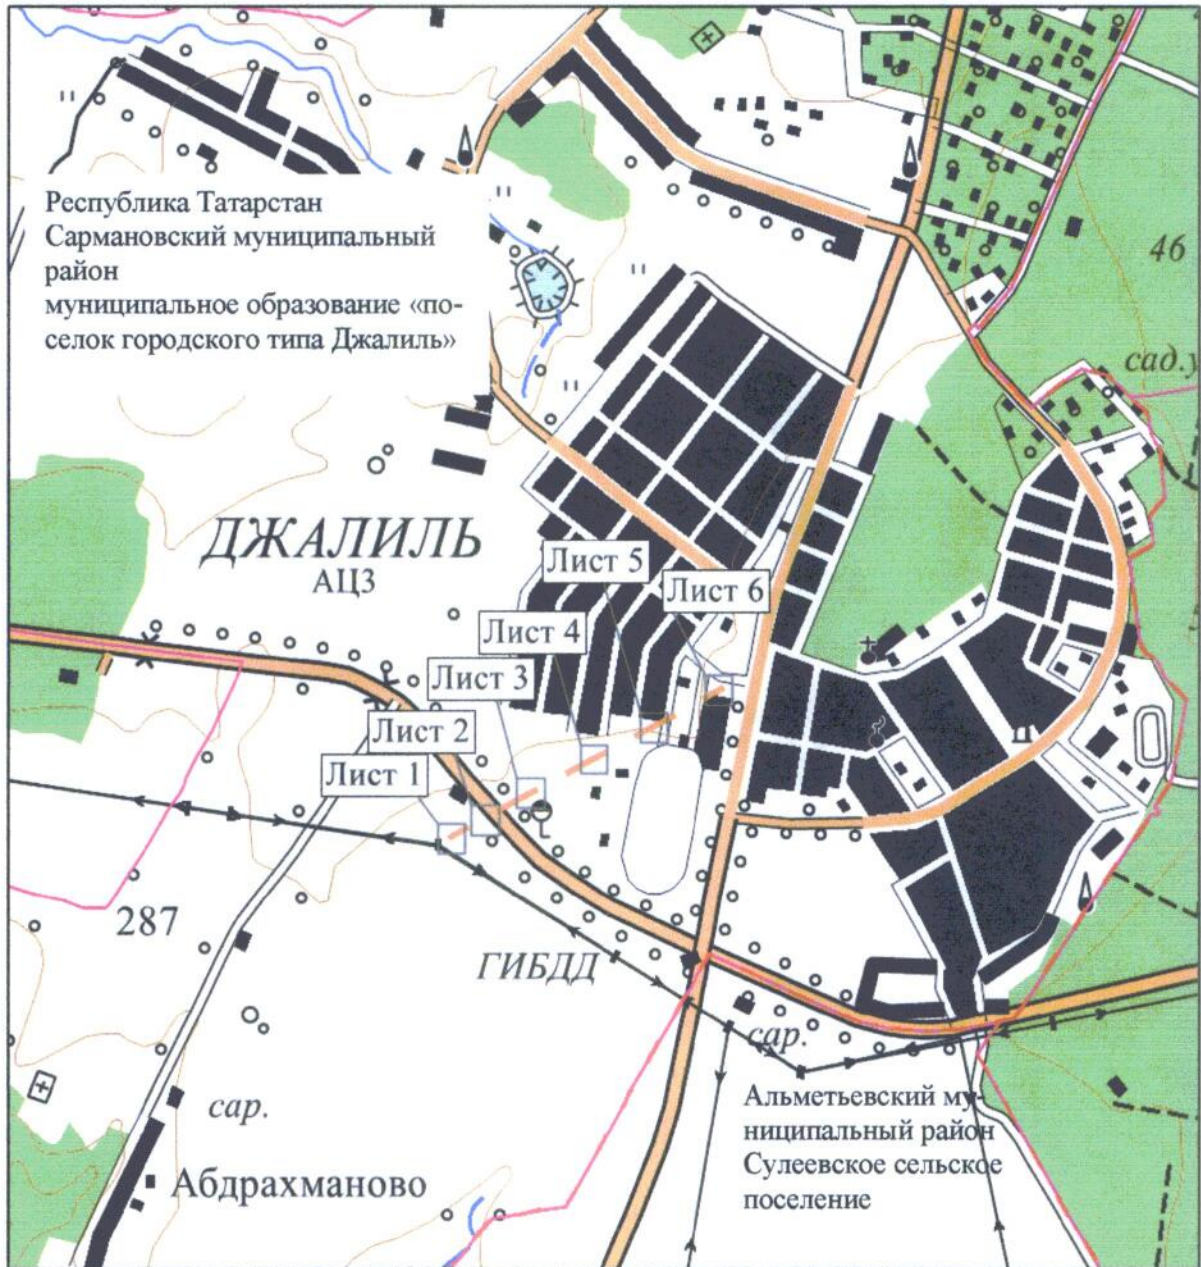 Республика Татарстан
Сармановский муниципальный
район
муниципальное образование «по-
селок городского типа Джалиль»
46
сад.у
ДЖАЛИЛЬ
АЦЗ
Лист 5
Лист 6
Лист 4
Лист 3
Лист 2
Лист 1
287
ГИБДД
сар.
сар.
Альметьевский му-
ниципальный район
Сулеевское сельское
поселение
Абдрахманово